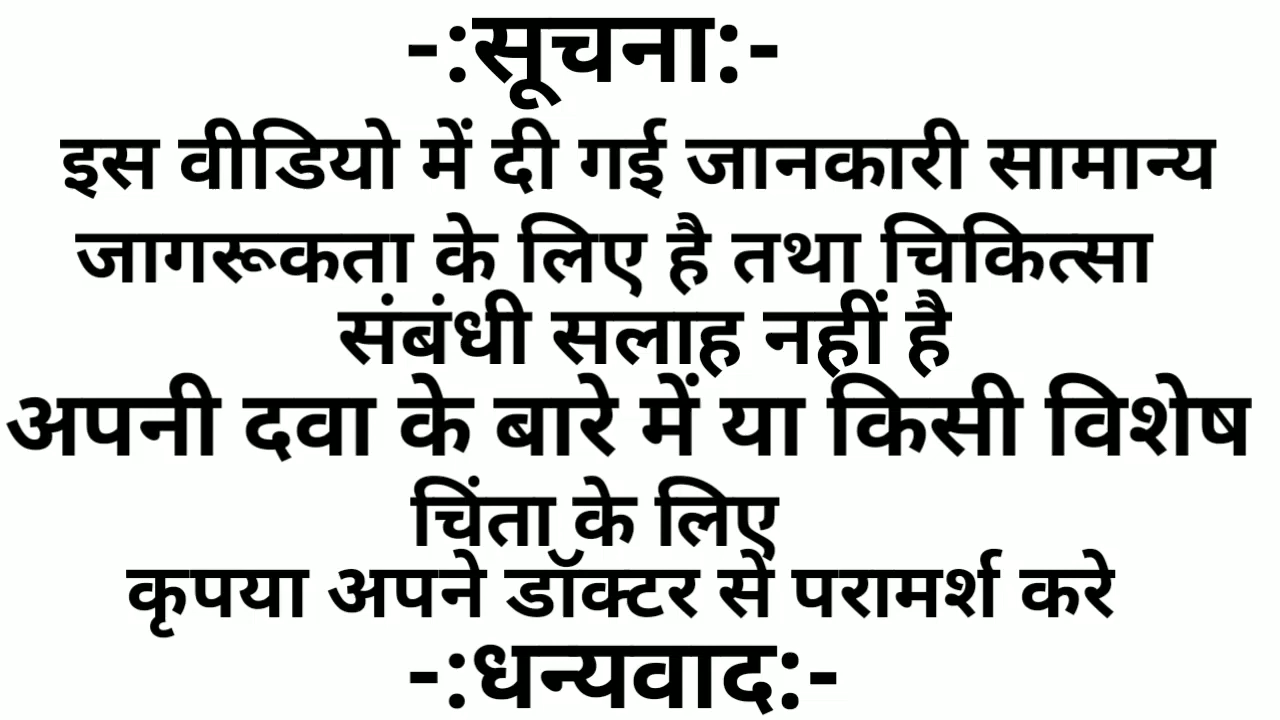 -:सूचना:-
इस वीडियो में दी गई जानकारी सामान्य
जागरूकता के लिए है तथा चिकित्सा
संबंधी सलाह नहीं है
अपनी दवा के बारे में या किसी विशेष
चिंता के लिए
कृपया अपने डॉक्टर से परामर्श करे
-:धन्यवाद:-